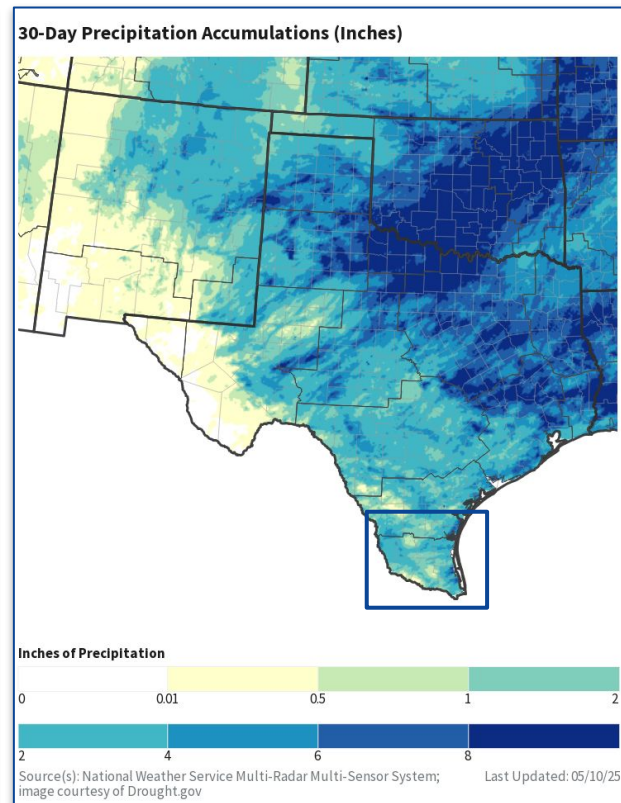 30-Day Precipitation Accumulations (Inches)
Inches of Precipitation
0 0.01 0.5 1 2
2 4 6 8
Source(s): National Weather Service Multi-Radar Multi-Sensor System; Last Updated: 05/10/25
image courtesy of Drought.gov